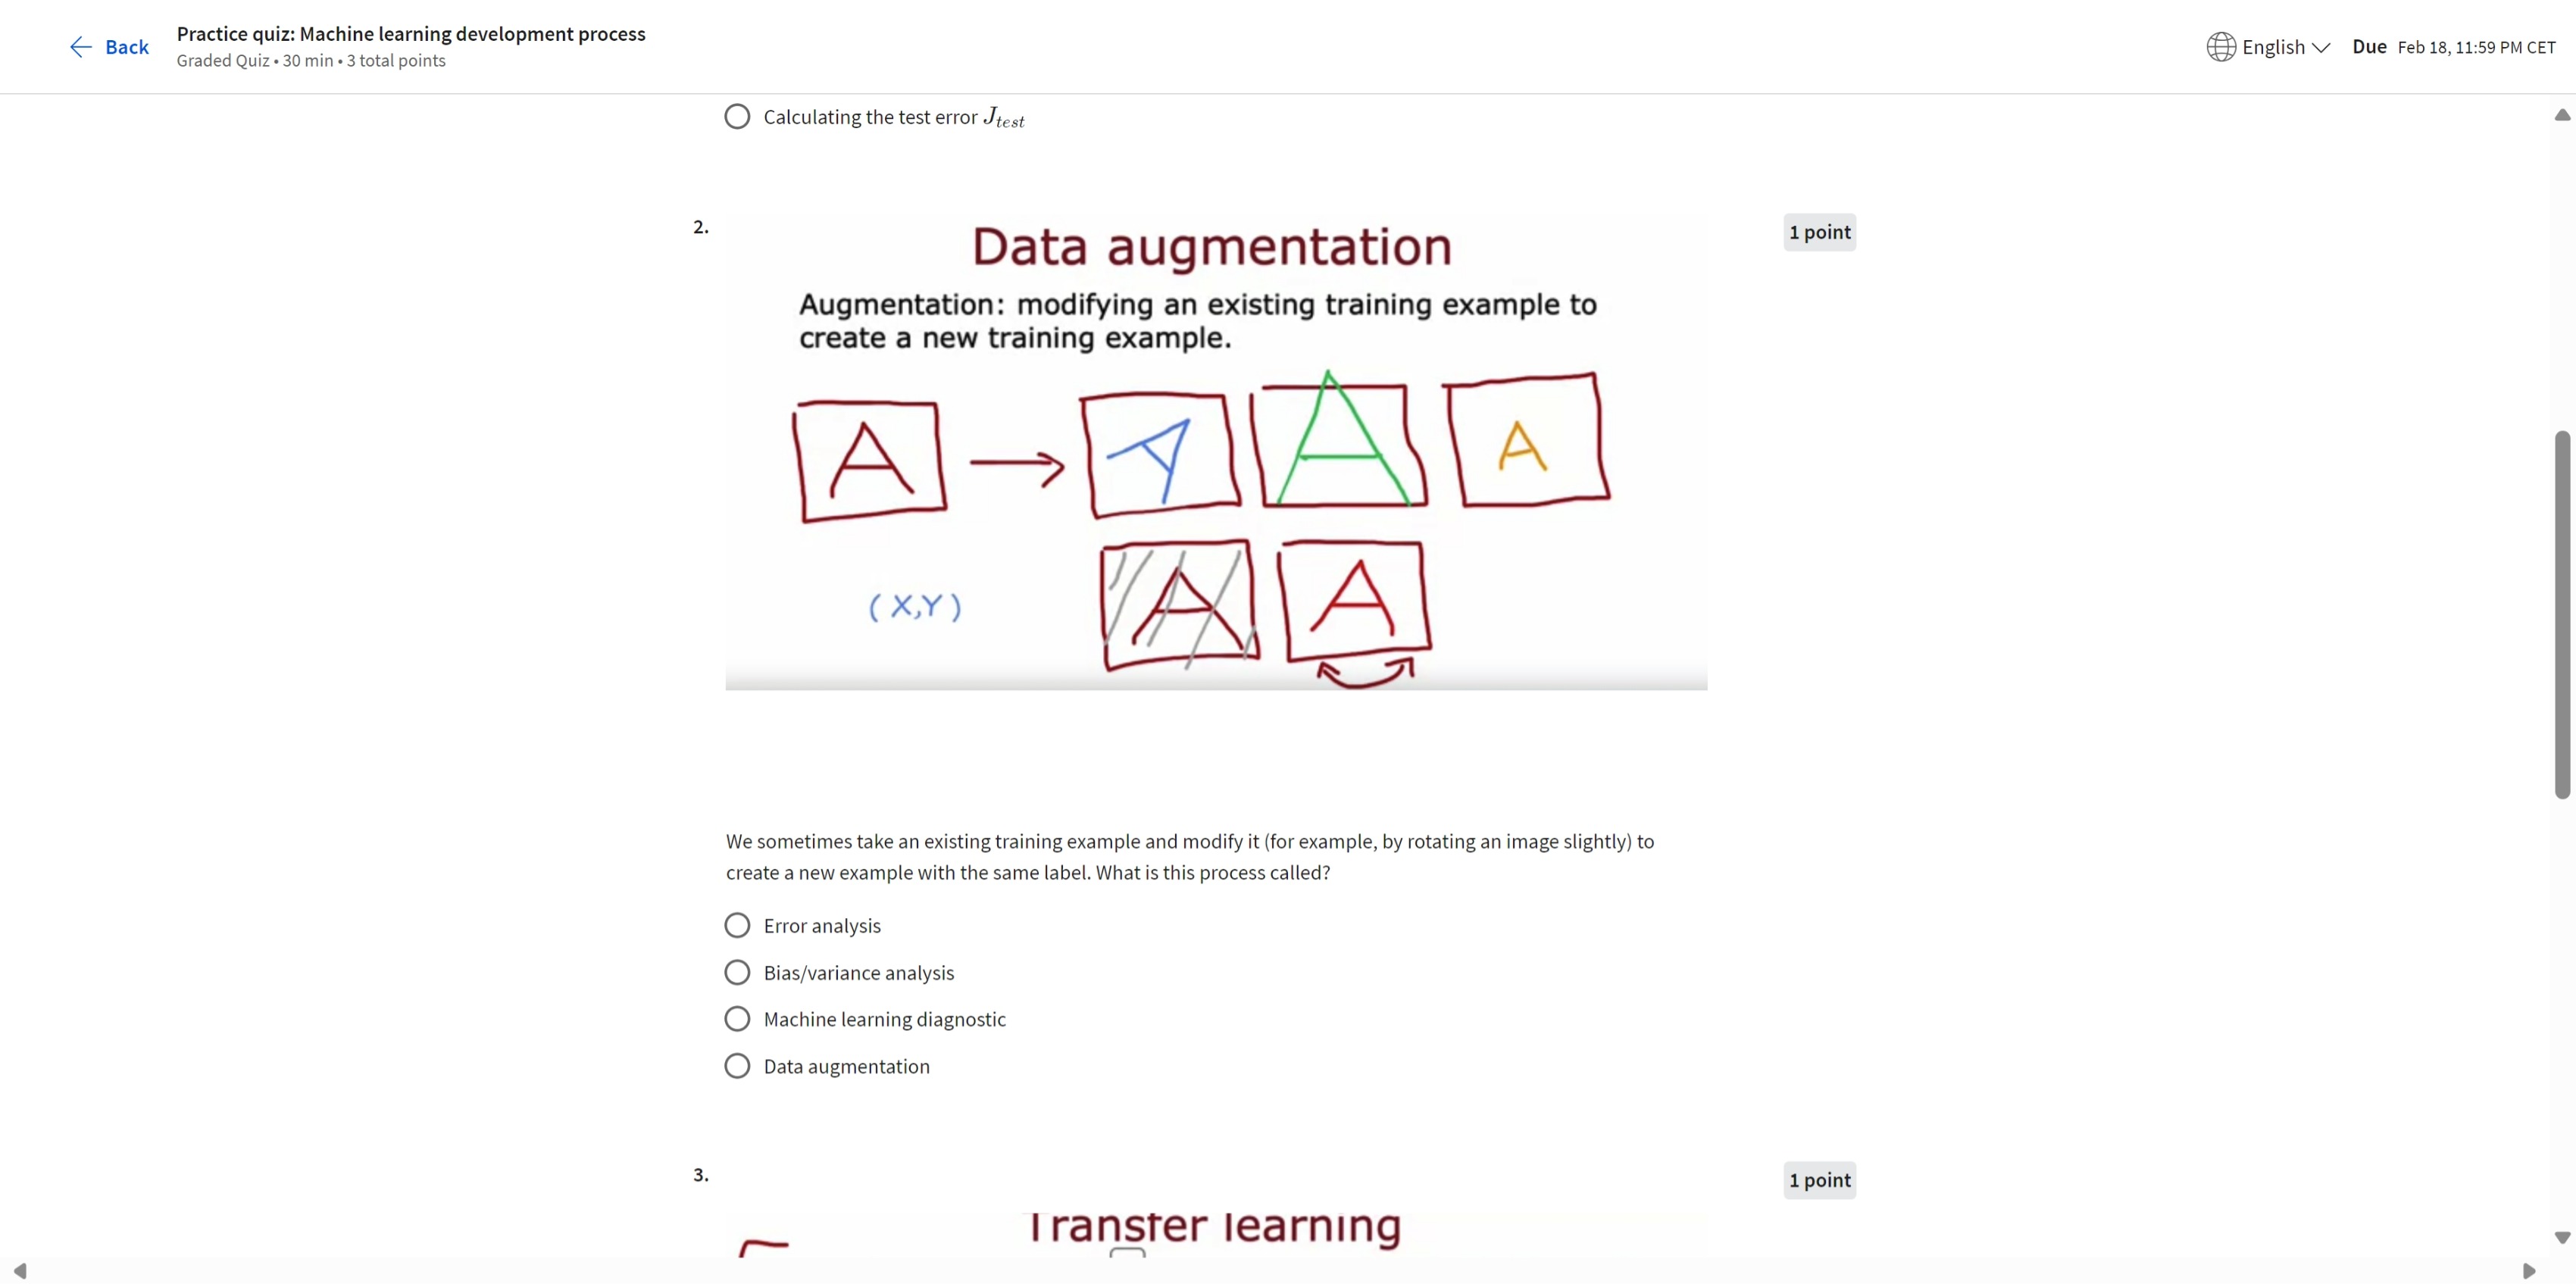 Back
Practice quiz: Machine learning development process
Graded Quiz • 30 min • 3 total points
English
Due Feb 18, 11:59 PM CET
Calculating the test error J_test
2.
1 point
Data augmentation
Augmentation: modifying an existing training example to
create a new training example.
A A A A
(X,Y) A A
We sometimes take an existing training example and modify it (for example, by rotating an image slightly) to
create a new example with the same label. What is this process called?
Error analysis
Bias/variance analysis
Machine learning diagnostic
Data augmentation
3.
1 point
Transfer learning